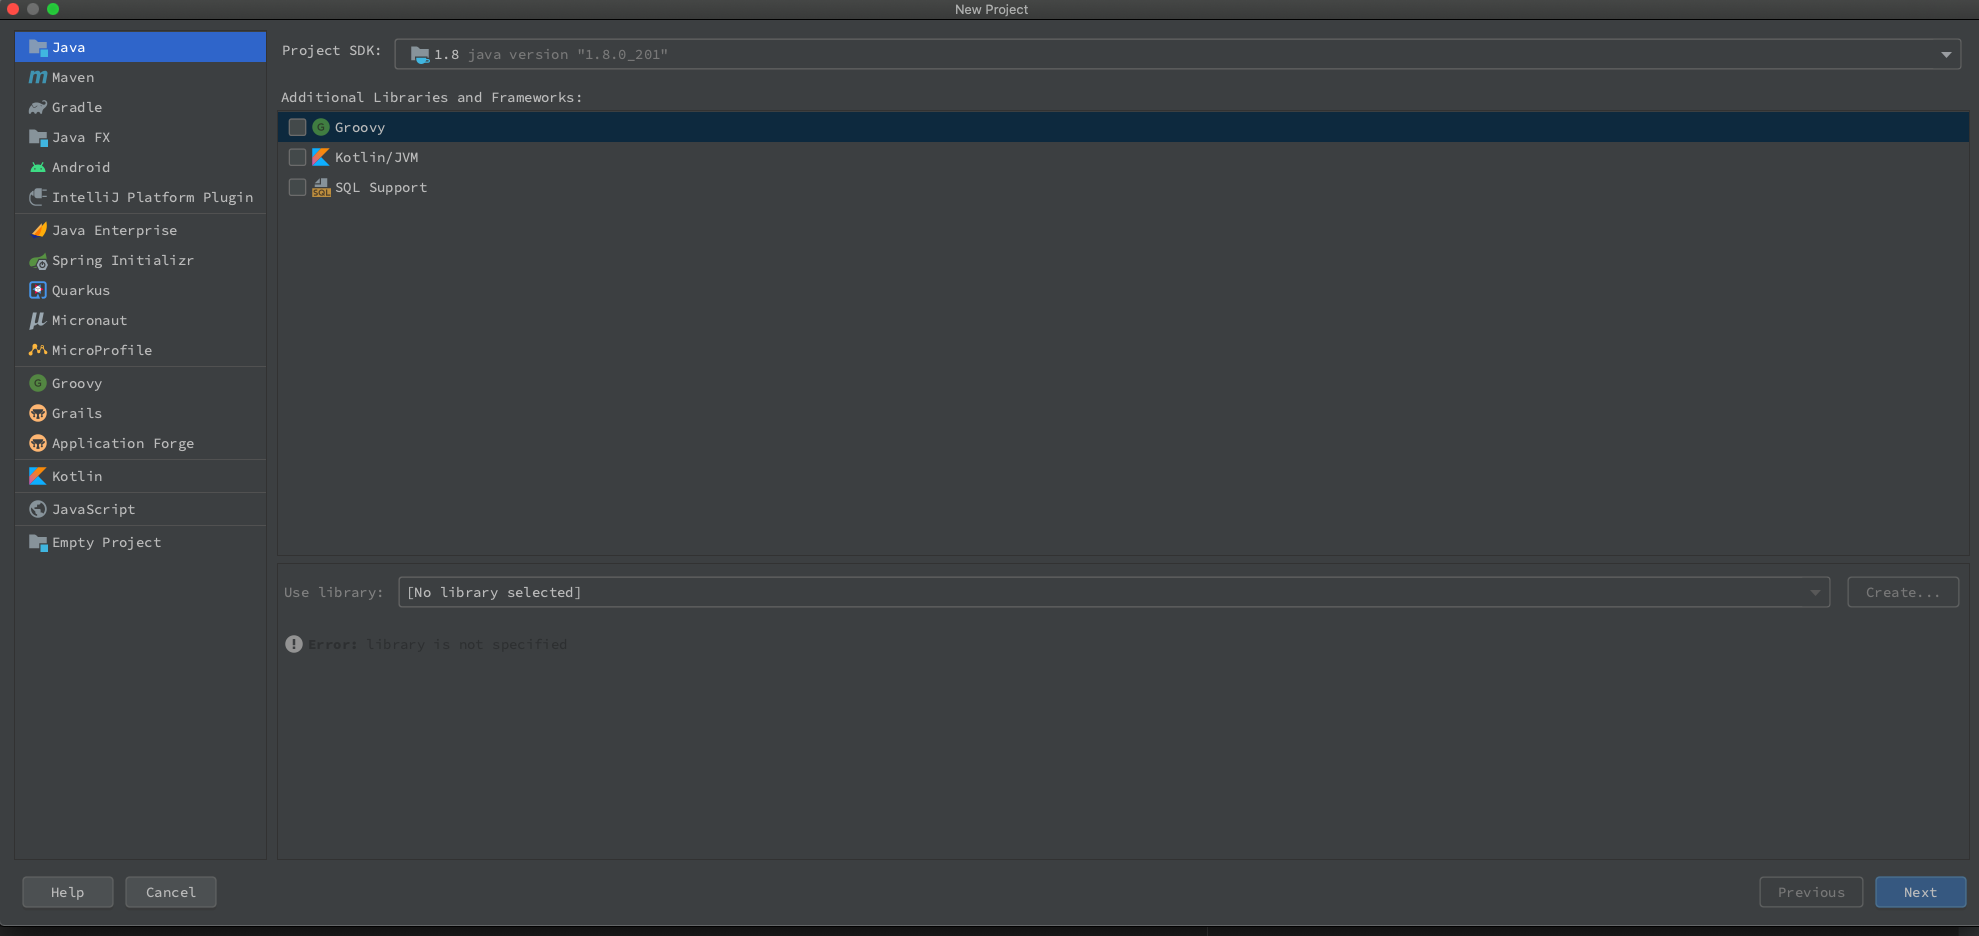 New Project
Java
Maven
Gradle
Java FX
Android
IntelliJ Platform Plugin
Java Enterprise
Spring Initializr
Quarkus
Micronaut
MicroProfile
Groovy
Grails
Application Forge
Kotlin
JavaScript
Empty Project
Project SDK: 1.8 java version "1.8.0_201"
Additional Libraries and Frameworks:
Groovy
Kotlin/JVM
SQL Support
Use library: [No library selected] Create...
Error: library is not specified
Help Cancel Previous Next